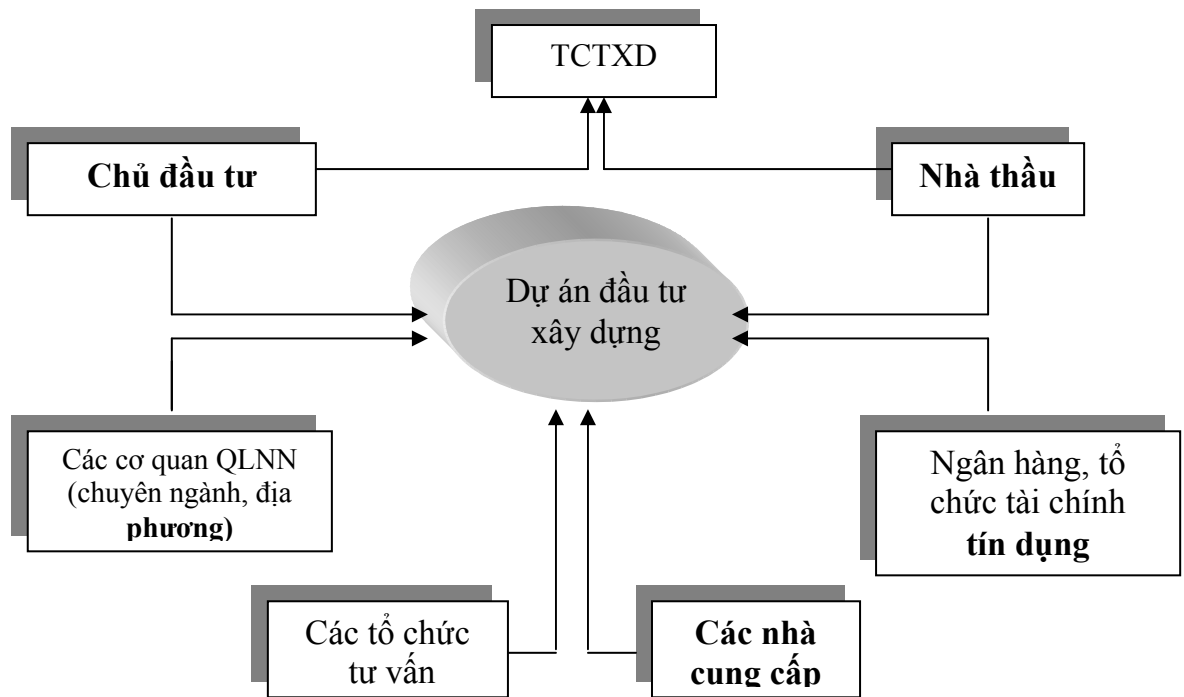 TCTXD
Chủ đầu tư
Nhà thầu
Dự án đầu tư
xây dựng
Các cơ quan QLNN
(chuyên ngành, địa
phương)
Ngân hàng, tổ
chức tài chính
tín dụng
Các tổ chức
tư vấn
Các nhà
cung cấp